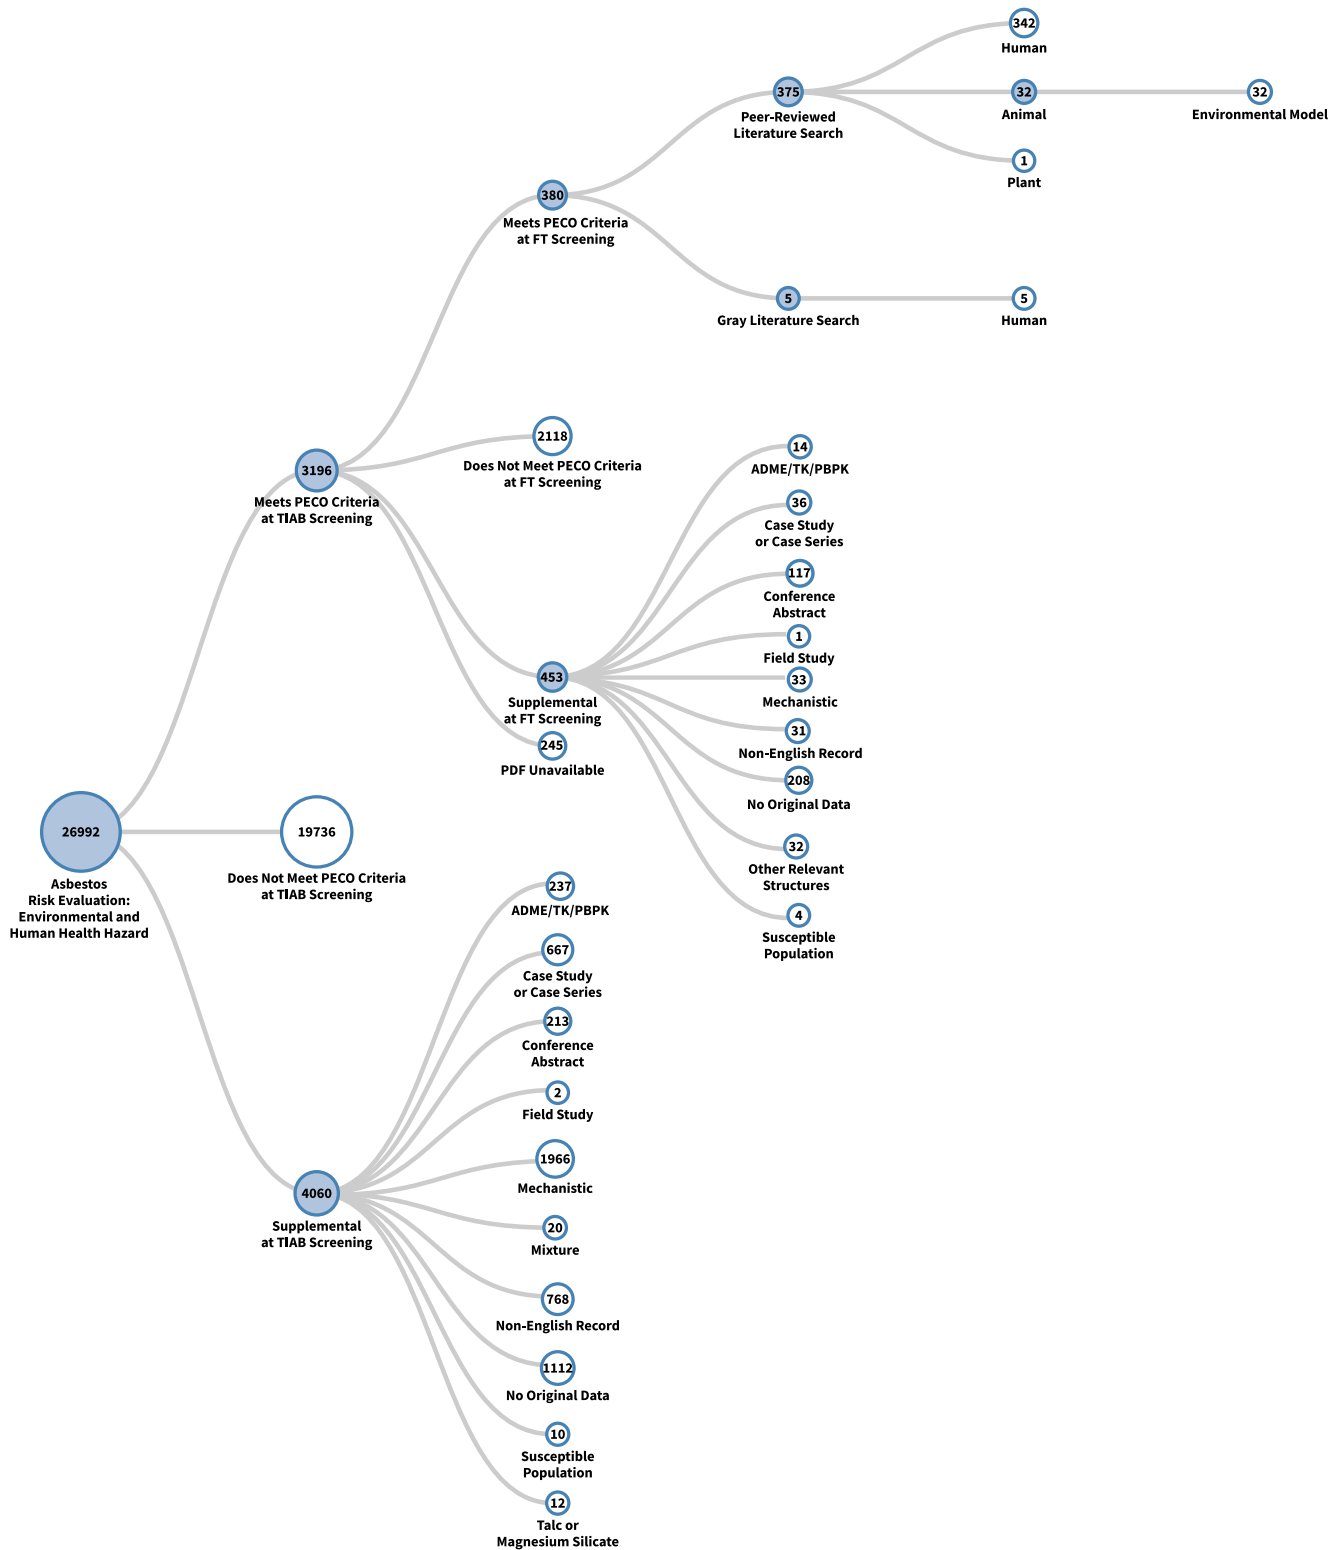 342
Human
375
Peer-Reviewed
Literature Search
32
Animal
32
Environmental Model
1
Plant
380
Meets PECO Criteria
at FT Screening
5
Gray Literature Search
5
Human
3196
Meets PECO Criteria
at TIAB Screening
2118
Does Not Meet PECO Criteria
at FT Screening
14
ADME/TK/PBPK
36
Case Study
or Case Series
117
Conference
Abstract
1
Field Study
453
Supplemental
at FT Screening
33
Mechanistic
31
Non-English Record
245
PDF Unavailable
208
No Original Data
32
Other Relevant
Structures
4
Susceptible
Population
26992
Asbestos
Risk Evaluation:
Environmental and
Human Health Hazard
19736
Does Not Meet PECO Criteria
at TIAB Screening
237
ADME/TK/PBPK
667
Case Study
or Case Series
213
Conference
Abstract
2
Field Study
1966
Mechanistic
4060
Supplemental
at TIAB Screening
20
Mixture
768
Non-English Record
1112
No Original Data
10
Susceptible
Population
12
Talc or
Magnesium Silicate